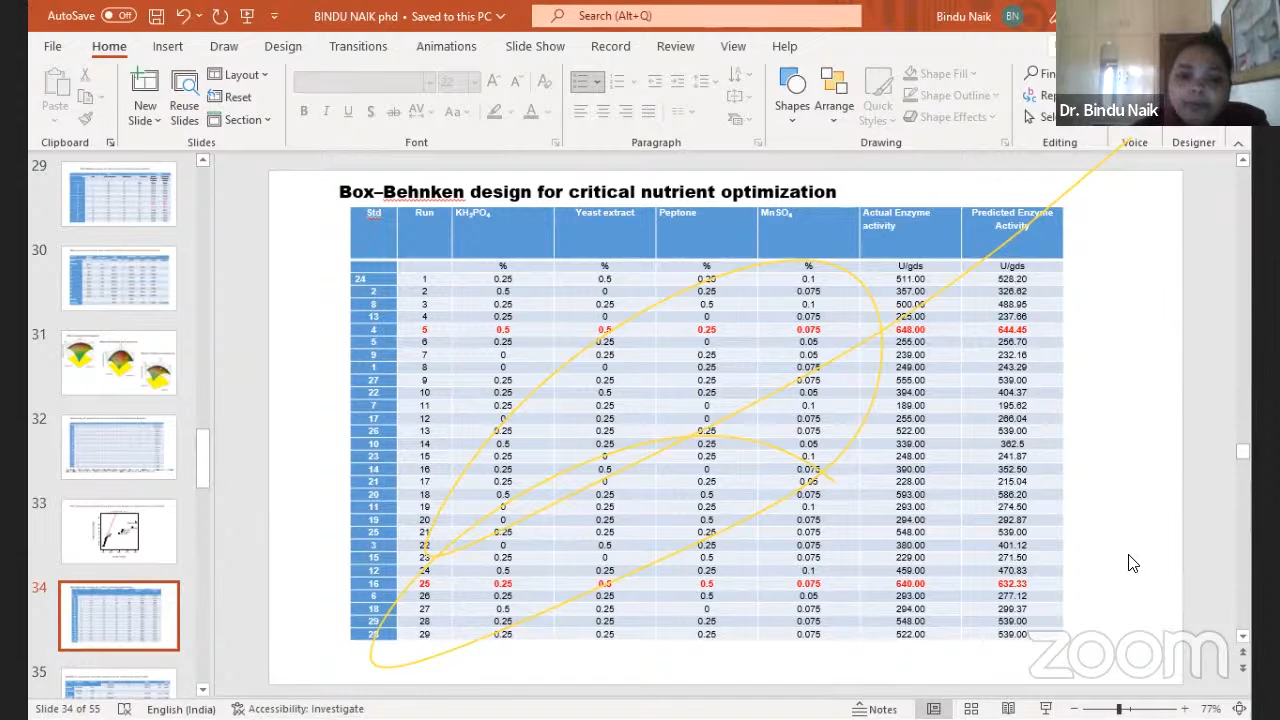 AutoSave Off BINDU NAIK phd • Saved to this PC Search (Alt+Q) Bindu Naik BN
File Home Insert Draw Design Transitions Animations Slide Show Record Review View Help
Paste New Slide Reuse Slides Layout Reset Section Shapes Arrange Quick Styles Shape Fill Shape Outline Shape Effects
Dr. Bindu Naik
Clipboard Slides Font Paragraph Drawing Editing Voice Designer
29
30
31
32
33
34
35
Box–Behnken design for critical nutrient optimization
Std Run KH₂PO₄ Yeast extract Peptone MnSO₄ Actual Enzyme activity Predicted Enzyme Activity
% % % % U/gds U/gds
24 1 0.25 0.5 0.25 0.1 511.00 526.20
2 2 0.5 0 0.25 0.075 357.00 326.62
8 3 0.25 0.25 0.5 0.1 500.00 488.95
13 4 0.25 0 0 0.075 225.00 237.66
4 5 0.5 0.5 0.25 0.075 648.00 644.45
5 6 0.25 0.25 0 0.05 255.00 256.70
9 7 0 0.25 0.25 0.05 239.00 232.16
1 8 0 0 0.25 0.075 249.00 243.29
27 9 0.25 0.25 0.25 0.075 555.00 539.00
22 10 0.25 0.5 0.25 0.05 394.00 404.37
7 11 0.25 0.25 0 0.1 189.00 195.62
17 12 0 0.25 0 0.075 255.00 266.04
26 13 0.25 0.25 0.25 0.075 522.00 539.00
10 14 0.5 0.25 0.25 0.05 339.00 362.5
23 15 0.25 0 0.25 0.1 248.00 241.87
14 16 0.25 0.5 0 0.075 390.00 352.50
21 17 0.25 0 0.25 0.05 228.00 215.04
20 18 0.5 0.25 0.5 0.075 593.00 586.20
11 19 0 0.25 0.25 0.1 293.00 274.50
19 20 0 0.25 0.5 0.075 294.00 292.87
25 21 0.25 0.25 0.25 0.075 548.00 539.00
3 22 0 0.5 0.25 0.075 380.00 401.12
15 23 0.25 0 0.5 0.075 229.00 271.50
12 24 0.5 0.25 0.25 0.1 459.00 470.83
16 25 0.25 0.5 0.5 0.075 640.00 632.33
6 26 0.25 0.25 0.5 0.05 293.00 277.12
18 27 0.5 0.25 0 0.075 294.00 299.37
29 28 0.25 0.25 0.25 0.075 548.00 539.00
28 29 0.25 0.25 0.25 0.075 522.00 539.00
zoom
Slide 34 of 55 English (India) Accessibility: Investigate Notes 77%